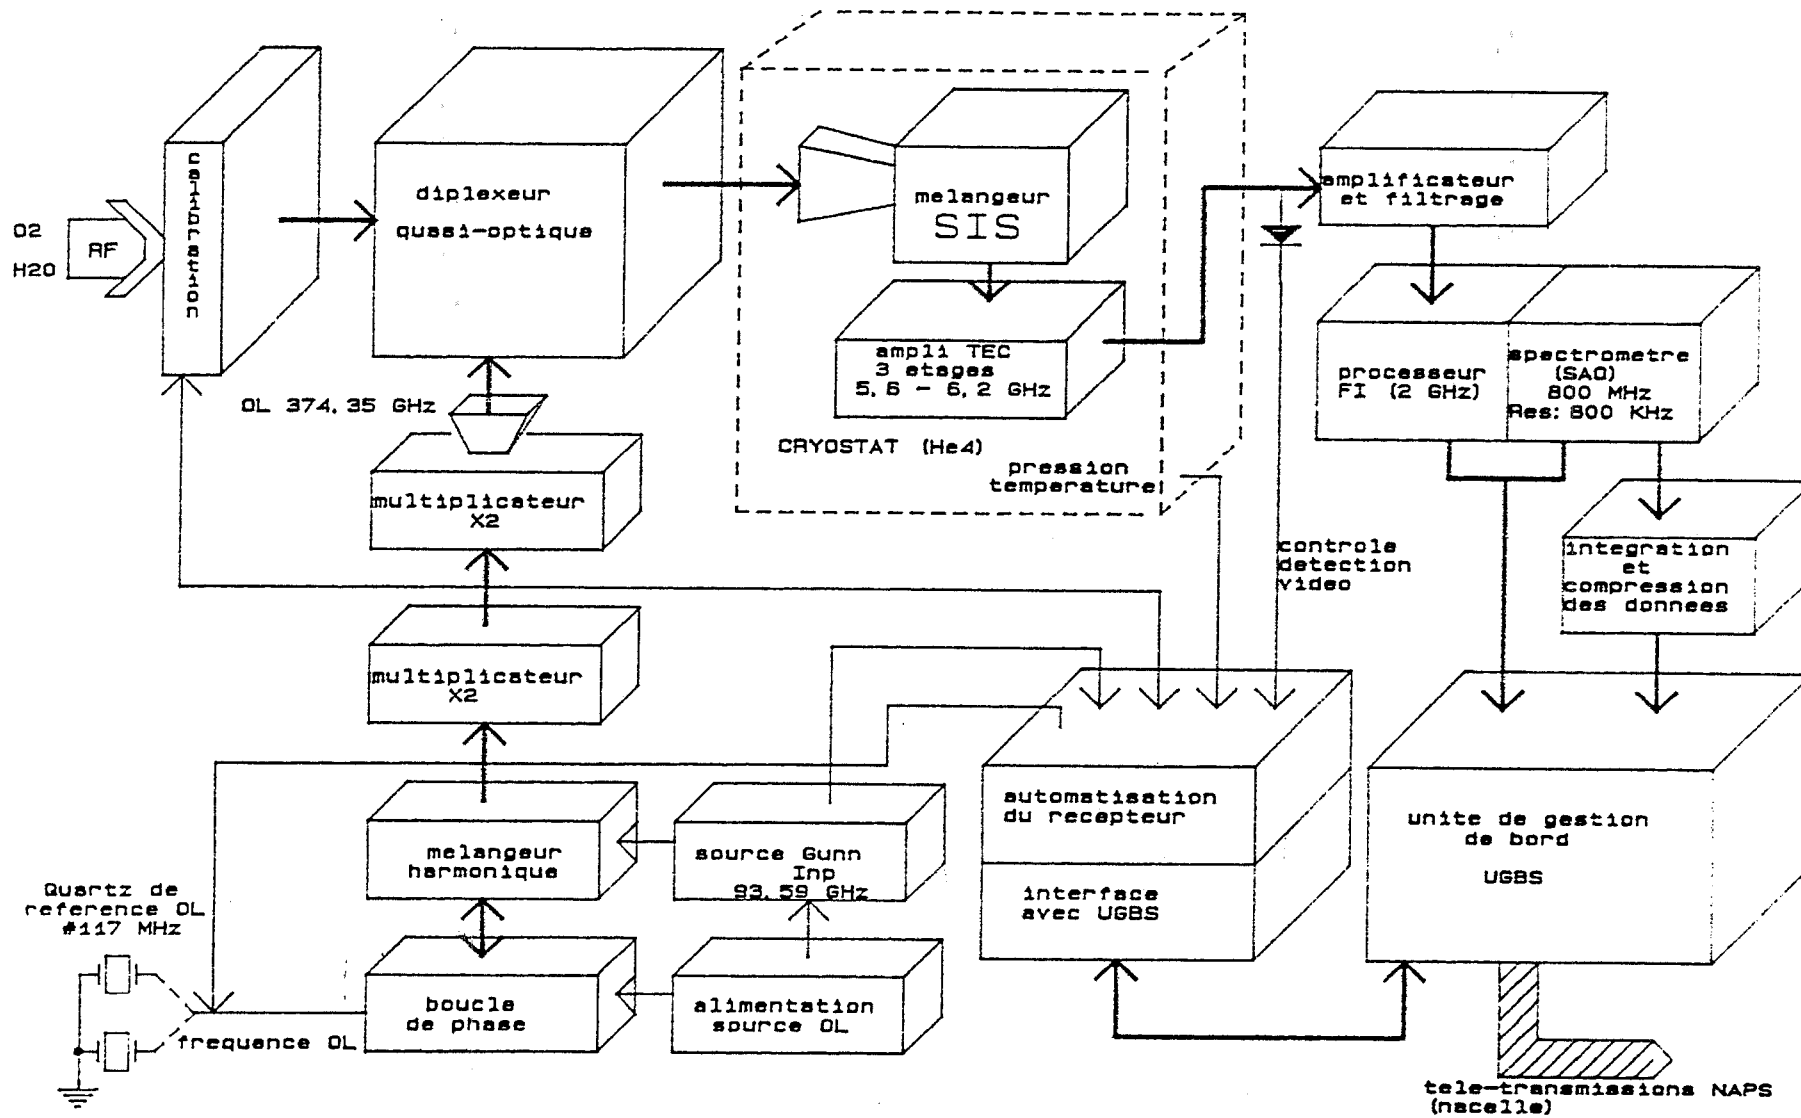 calibration
O2
H2O
RF
diplexeur
quasi-optique
melangeur
SIS
ampli TEC
3 etages
5,6 - 6,2 GHz
CRYOSTAT (He4)
pression
temperature
amplificateur
et filtrage
processeur
FI (2 GHz)
spectrometre
(SAO)
800 MHz
Res: 800 KHz
controle
detection
video
integration
et
compression
des donnees
OL 374,35 GHz
multiplicateur
X2
multiplicateur
X2
melangeur
harmonique
source Gunn
Inp
93,59 GHz
automatisation
du recepteur
interface
avec UGBS
unite de gestion
de bord
UGBS
Quartz de
reference OL
#117 MHz
boucle
de phase
alimentation
source OL
frequance OL
tele-transmissions NAPS
(nacelle)